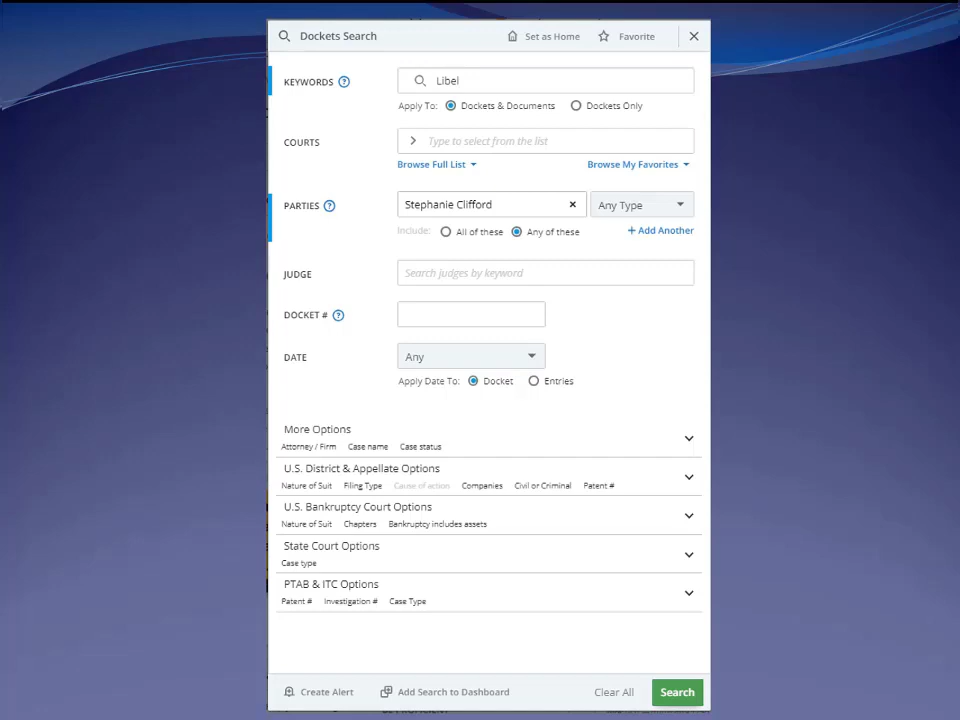 Dockets Search Set as Home Favorite
KEYWORDS ? Libel
Apply To: Dockets & Documents Dockets Only
COURTS Type to select from the list
Browse Full List Browse My Favorites
PARTIES ? Stephanie Clifford × Any Type
Include: All of these Any of these + Add Another
JUDGE Search judges by keyword
DOCKET # ?
DATE Any
Apply Date To: Docket Entries
More Options
Attorney / Firm Case name Case status
U.S. District & Appellate Options
Nature of Suit Filing Type Cause of action Companies Civil or Criminal Patent #
U.S. Bankruptcy Court Options
Nature of Suit Chapters Bankruptcy includes assets
State Court Options
Case type
PTAB & ITC Options
Patent # Investigation # Case Type
Create Alert Add Search to Dashboard Clear All Search